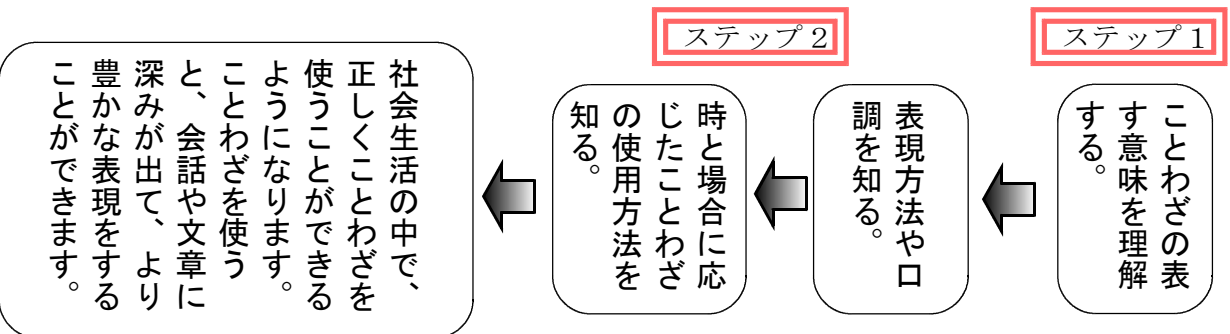 ステップ1
ことわざの表
す意味を理解
する。
表現方法や口
調を知る。
ステップ2
時と場合に応
じたことわざ
の使用方法を
知る。
社会生活の中で、
正しくことわざを
使うことができる
ようになります。
ことわざを使う
と、会話や文章に
深みが出て、より
豊かな表現をする
ことができます。